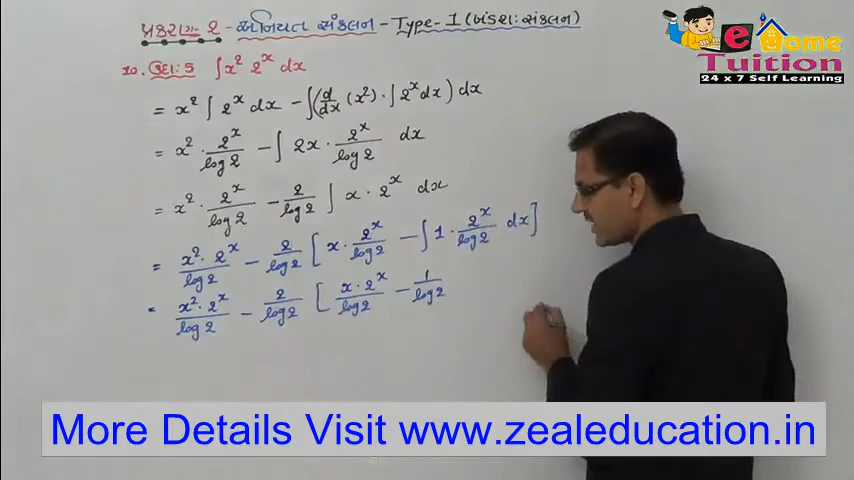 પ્રકરણ- 2 - અનિયત સંકલન - Type- 1 (ખંડશઃ સંકલન)
e Home
Tuition
24 x 7 Self Learning
10. ઉદા: 5 ∫x² 2ˣ dx
= x² ∫ 2ˣ dx - ∫(d/dx (x²) · ∫2ˣ dx) dx
= x² · 2ˣ/log 2 - ∫ 2x · 2ˣ/log 2 dx
= x² · 2ˣ/log 2 - 2/log 2 ∫ x · 2ˣ dx
= x² · 2ˣ/log 2 - 2/log 2 [ x · 2ˣ/log 2 - ∫ 1 · 2ˣ/log 2 dx ]
= x² · 2ˣ/log 2 - 2/log 2 [ x · 2ˣ/log 2 - 1/log 2
More Details Visit www.zealeducation.in